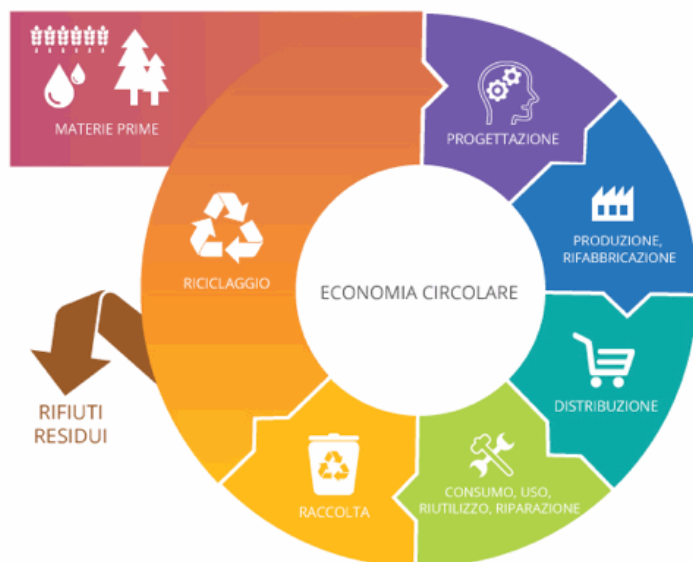 MATERIE PRIME
PROGETTAZIONE
PRODUZIONE,
RIFABBRICAZIONE
DISTRIBUZIONE
CONSUMO, USO,
RIUTILIZZO, RIPARAZIONE
RACCOLTA
RICICLAGGIO
RIFIUTI
RESIDUI
ECONOMIA CIRCOLARE